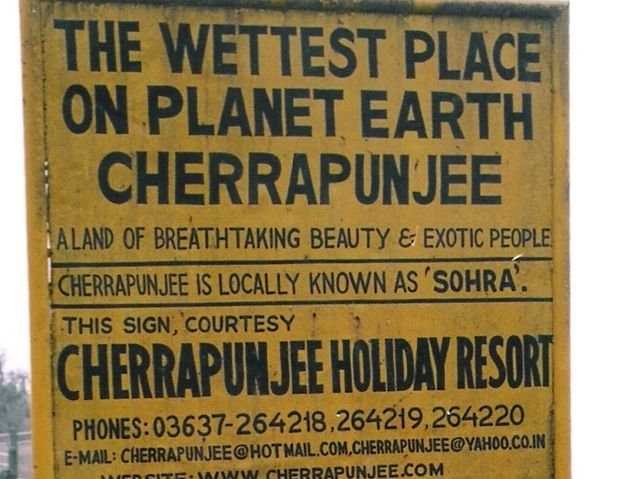 THE WETTEST PLACE
ON PLANET EARTH
CHERRAPUNJEE
A LAND OF BREATHTAKING BEAUTY & EXOTIC PEOPLE
CHERRAPUNJEE IS LOCALLY KNOWN AS 'SOHRA'.
THIS SIGN, COURTESY
CHERRAPUNJEE HOLIDAY RESORT
PHONES: 03637-264218, 264219, 264220
E-MAIL: CHERRAPUNJEE@HOTMAIL.COM,CHERRAPUNJEE@YAHOO.CO.IN
WEBSITE: WWW.CHERRAPUNJEE.COM